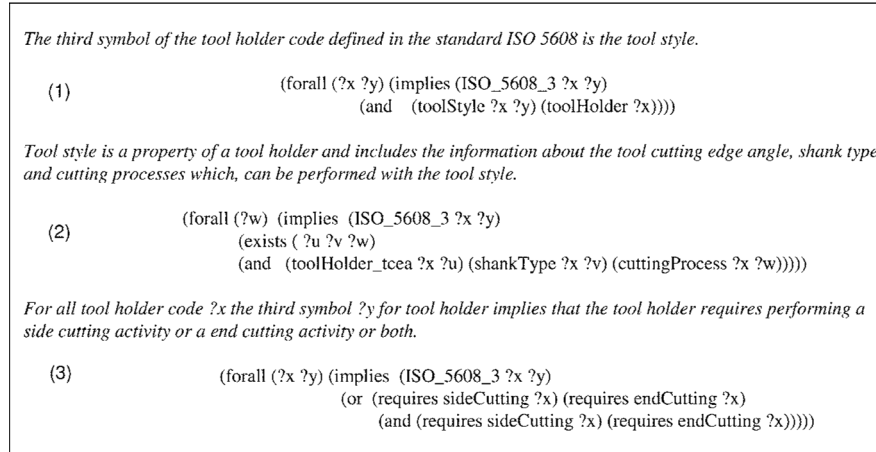 The third symbol of the tool holder code defined in the standard ISO 5608 is the tool style.
(1) (forall (?x ?y) (implies (ISO_5608_3 ?x ?y)
(and (toolStyle ?x ?y) (toolHolder ?x))))
Tool style is a property of a tool holder and includes the information about the tool cutting edge angle, shank type
and cutting processes which, can be performed with the tool style.
(2) (forall (?w) (implies (ISO_5608_3 ?x ?y)
(exists ( ?u ?v ?w)
(and (toolHolder_tcea ?x ?u) (shankType ?x ?v) (cuttingProcess ?x ?w)))))
For all tool holder code ?x the third symbol ?y for tool holder implies that the tool holder requires performing a
side cutting activity or a end cutting activity or both.
(3) (forall (?x ?y) (implies (ISO_5608_3 ?x ?y)
(or (requires sideCutting ?x) (requires endCutting ?x)
(and (requires sideCutting ?x) (requires endCutting ?x)))))